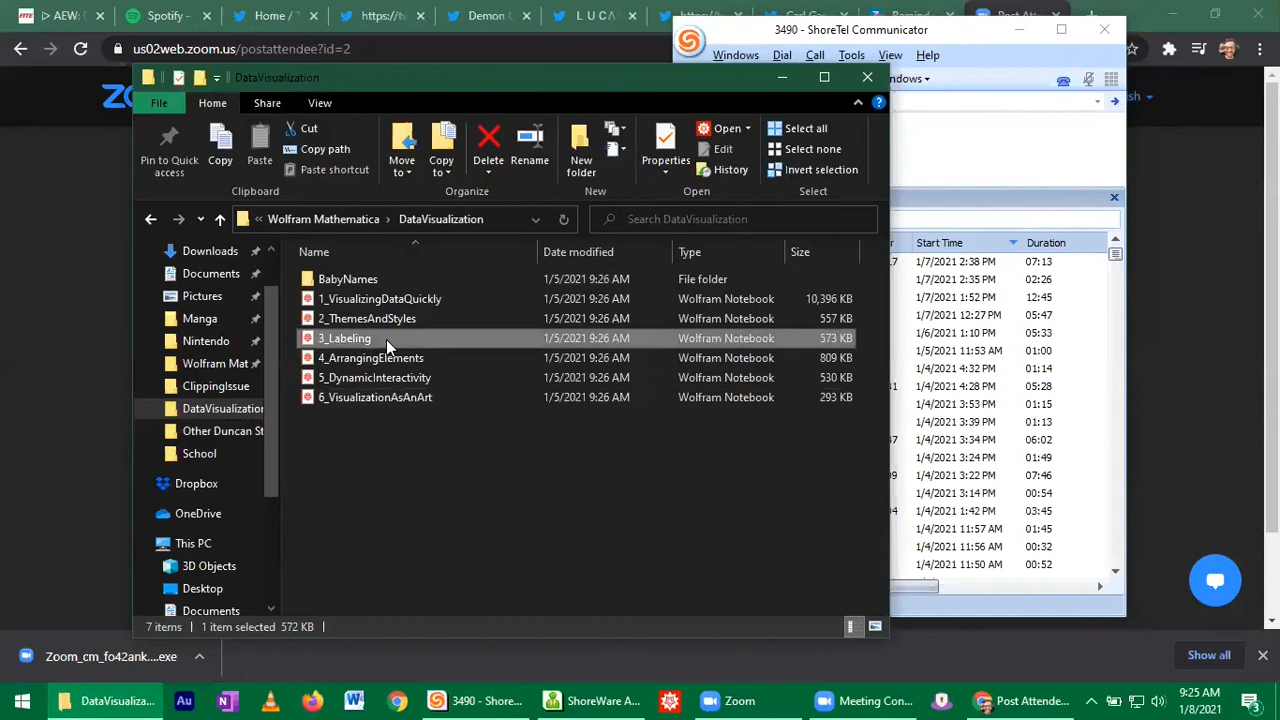 > Wi
Spotif
https://
Demon L
L U C A
https://v
Carl Gau
Remind
Post Attende
us02web.zoom.us
index?id=2
3490 - ShoreTel Communicator
Windows Dial Call Tools View Help
ndows
DataVisualization
File Home Share View
Pin to Quick access
Copy
Paste
Cut
Copy path
Paste shortcut
Clipboard
Move to
Copy to
Delete
Rename
Organize
New folder
New
Properties
Open
Edit
History
Open
Select all
Select none
Invert selection
Select
Wolfram Mathematica > DataVisualization
Search DataVisualization
Downloads
Documents
Pictures
Manga
Nintendo
Wolfram Mat
ClippingIssue
DataVisualization
Other Duncan St
School
Dropbox
OneDrive
This PC
3D Objects
Desktop
Documents
Name Date modified Type Size
BabyNames 1/5/2021 9:26 AM File folder
1_VisualizingDataQuickly 1/5/2021 9:26 AM Wolfram Notebook 10,396 KB
2_ThemesAndStyles 1/5/2021 9:26 AM Wolfram Notebook 557 KB
3_Labeling 1/5/2021 9:26 AM Wolfram Notebook 573 KB
4_ArrangingElements 1/5/2021 9:26 AM Wolfram Notebook 809 KB
5_DynamicInteractivity 1/5/2021 9:26 AM Wolfram Notebook 530 KB
6_VisualizationAsAnArt 1/5/2021 9:26 AM Wolfram Notebook 293 KB
7 items 1 item selected 572 KB
Start Time Duration
1/7/2021 2:38 PM 07:13
1/7/2021 2:28 PM 02:26
1/7/2021 1:52 PM 12:45
1/7/2021 12:27 PM 05:47
1/6/2021 1:10 PM 05:33
1/5/2021 11:53 AM 01:00
1/4/2021 4:32 PM 01:14
1/4/2021 4:28 PM 05:28
1/4/2021 3:53 PM 01:15
1/4/2021 3:39 PM 01:13
1/4/2021 3:34 PM 06:02
1/4/2021 3:24 PM 01:49
1/4/2021 3:22 PM 07:46
1/4/2021 3:14 PM 00:54
1/4/2021 1:42 PM 03:45
1/4/2021 11:57 AM 01:45
1/4/2021 11:56 AM 00:32
1/4/2021 11:50 AM 00:52
Zoom_cm_fo42ank....exe
Show all
DataVisualiza...
3490 - Shore...
ShoreWare A...
Zoom
Meeting Con...
Post Attende...
9:25 AM
1/8/2021